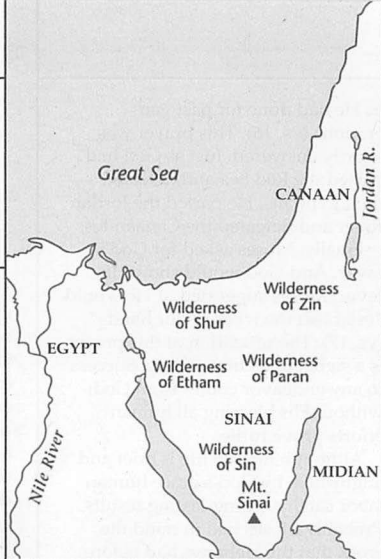 Great Sea
CANAAN
Jordan R.
Wilderness
of Zin
Wilderness
of Shur
EGYPT
Wilderness
of Etham
Wilderness
of Paran
SINAI
Wilderness
of Sin
Mt.
Sinai
MIDIAN
Nile River